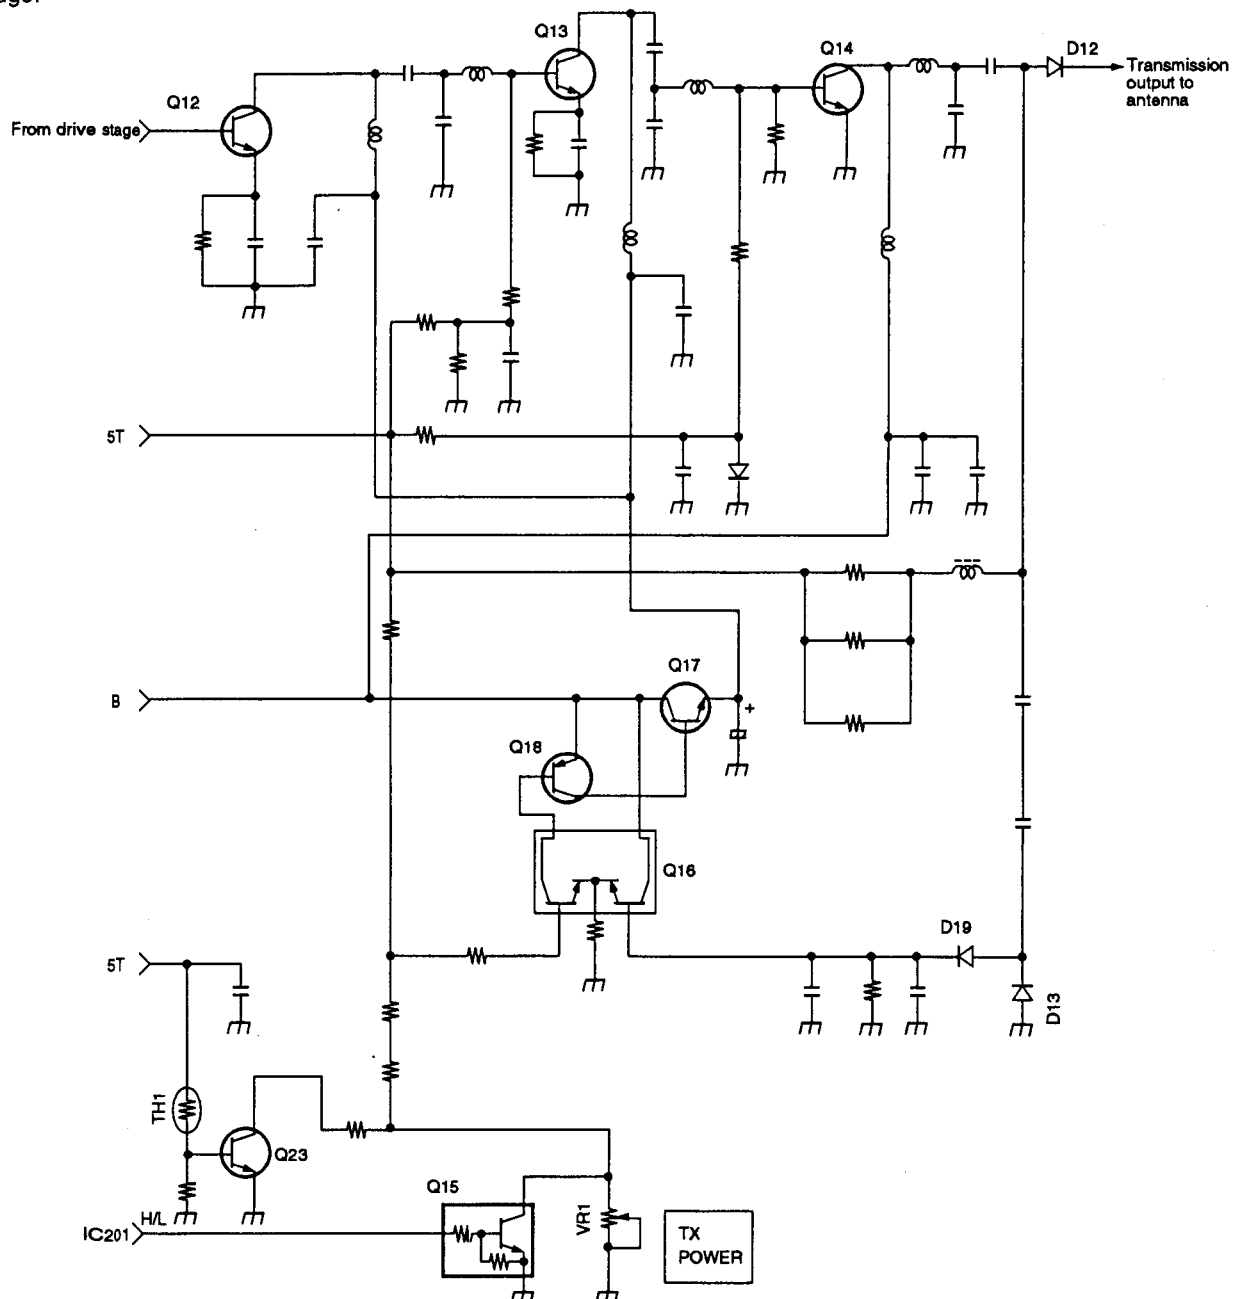 Q13
Q14
D12
Transmission
output to
antenna
Q12
From drive stage
5T
Q17
B
+
Q18
Q16
D19
5T
D13
TH1
Q23
Q15
H/L
IC201
VR1
TX
POWER